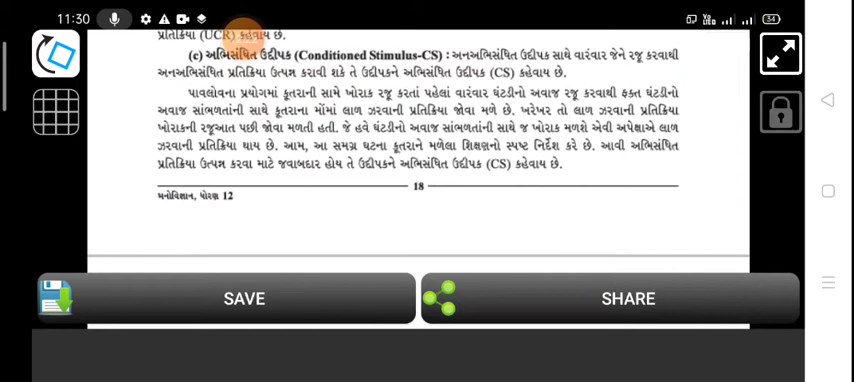 11:30
34
પ્રતિક્રિયા (UCR) કહેવાય છે.
(c) અભિસંધિત ઉદ્દીપક (Conditioned Stimulus-CS) : અનઅભિસંધિત ઉદ્દીપક સાથે વારંવાર જેને રજૂ કરવાથી
અનઅભિસંધિત પ્રતિક્રિયા ઉત્પન્ન કરાવી શકે તે ઉદ્દીપકને અભિસંધિત ઉદ્દીપક (CS) કહેવાય છે.
પાવલોવના પ્રયોગમાં કૂતરાની સામે ખોરાક રજૂ કરતાં પહેલાં વારંવાર ઘંટડીનો અવાજ રજૂ કરવાથી ફક્ત ઘંટડીનો
અવાજ સાંભળતાંની સાથે કૂતરાના મોંમાં લાળ ઝરવાની પ્રતિક્રિયા જોવા મળે છે. ખરેખર તો લાળ ઝરવાની પ્રતિક્રિયા
ખોરાકની રજૂઆત પછી જોવા મળતી હતી. જે હવે ઘંટડીનો અવાજ સાંભળતાંની સાથે જ ખોરાક મળશે એવી અપેક્ષાએ લાળ
ઝરવાની પ્રતિક્રિયા થાય છે. આમ, આ સમગ્ર ઘટના કૂતરાને મળેલા શિક્ષણનો સ્પષ્ટ નિર્દેશ કરે છે. આવી અભિસંધિત
પ્રતિક્રિયા ઉત્પન્ન કરવા માટે જવાબદાર હોય તે ઉદ્દીપકને અભિસંધિત ઉદ્દીપક (CS) કહેવાય છે.
18
મનોવિજ્ઞાન, ધોરણ 12
SAVE
SHARE